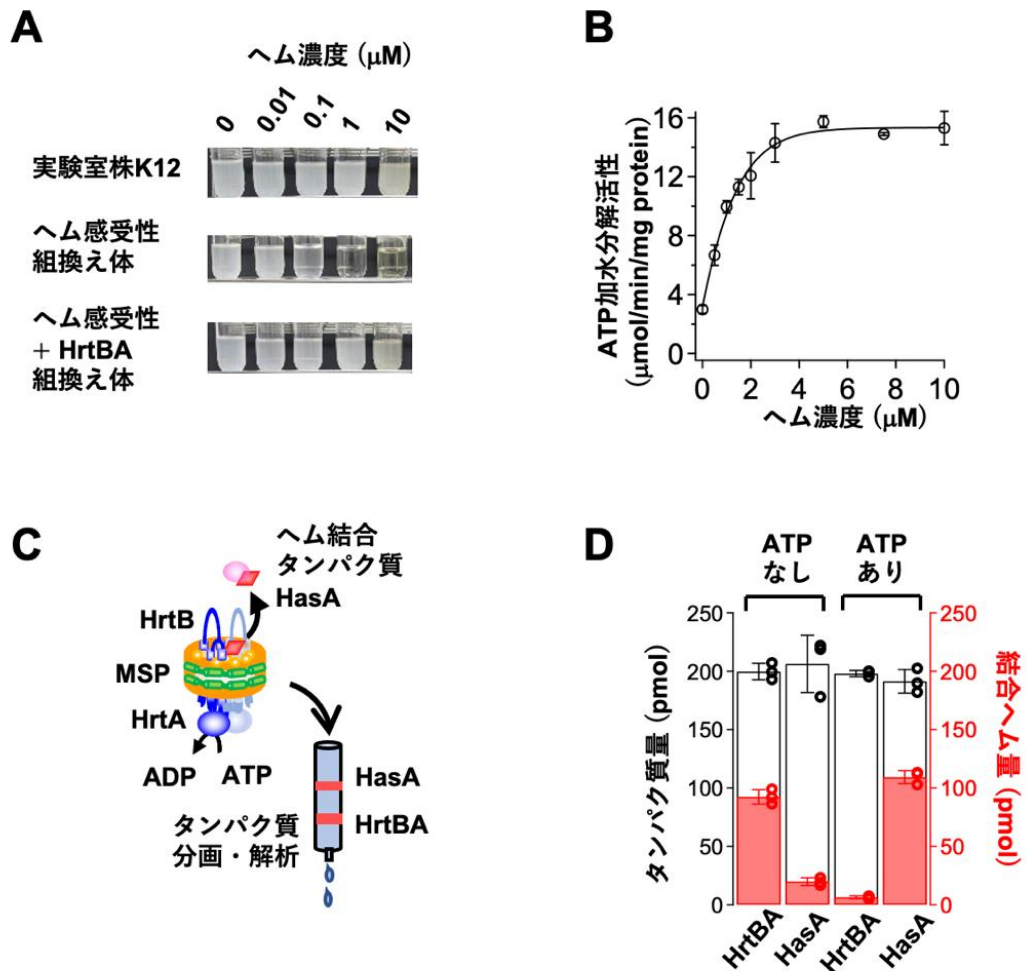 A
ヘム濃度 (μM)
0 0.01 0.1 1 10
実験室株K12
ヘム感受性
組換え体
ヘム感受性
+ HrtBA
組換え体
B
ATP加水分解活性
(μmol/min/mg protein)
16
12
8
4
0
0 2 4 6 8 10
ヘム濃度 (μM)
C
ヘム結合
タンパク質
HasA
HrtB
MSP
HrtA
ADP ATP
HasA
HrtBA
タンパク質
分画・解析
D
ATP
なし
ATP
あり
タンパク質量 (pmol)
250
200
150
100
50
0
250
200
150
100
50
0
結合ヘム量 (pmol)
HrtBA HasA HrtBA HasA